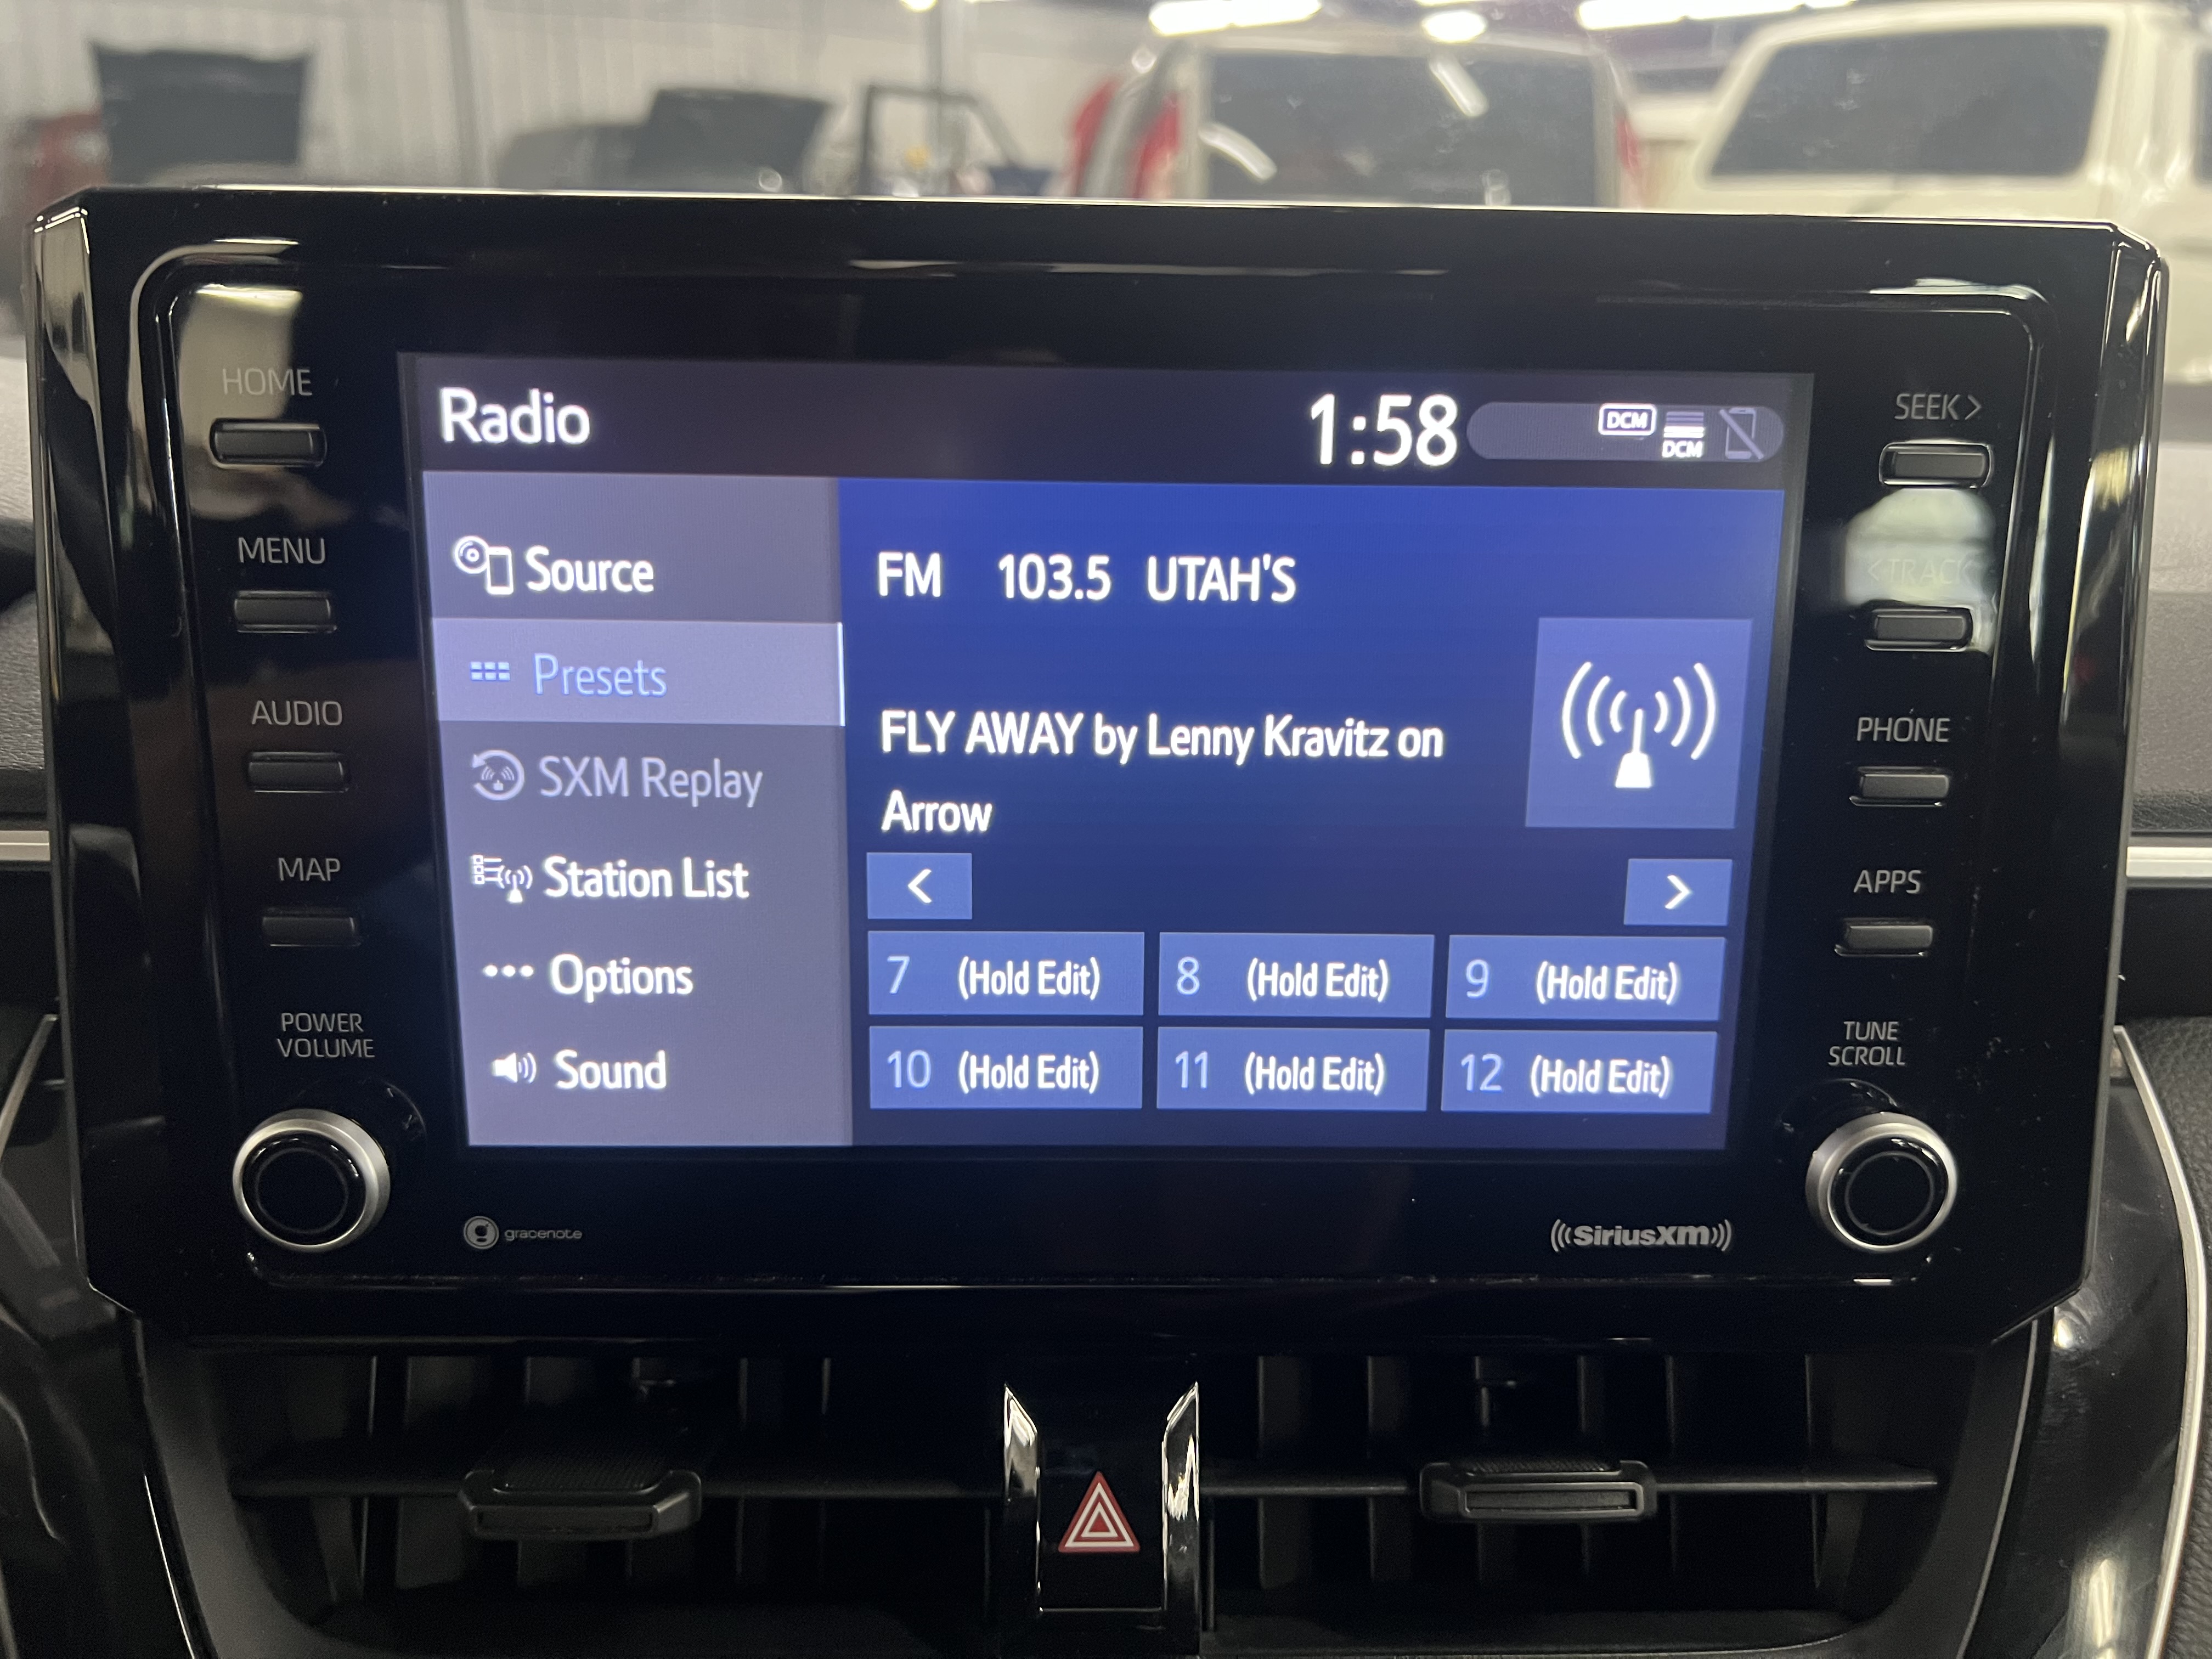 HOME
MENU
AUDIO
MAP
POWER
VOLUME
Radio
1:58
DCM
DCM
Source
Presets
SXM Replay
Station List
Options
Sound
FM 103.5 UTAH'S
FLY AWAY by Lenny Kravitz on
Arrow
<
>
7 (Hold Edit)
8 (Hold Edit)
9 (Hold Edit)
10 (Hold Edit)
11 (Hold Edit)
12 (Hold Edit)
SEEK >
< TRACK
PHONE
APPS
TUNE
SCROLL
gracenote
SiriusXM